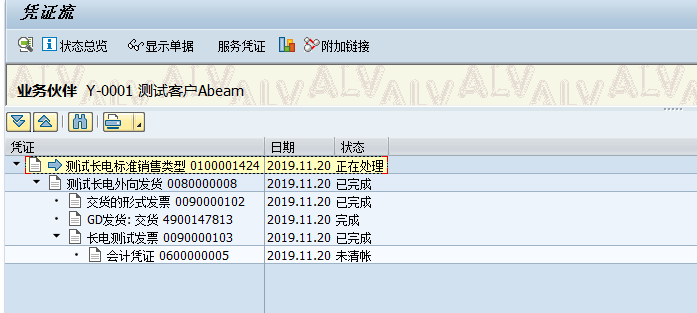 凭证流
状态总览 显示单据 服务凭证 附加链接
业务伙伴 Y-0001 测试客户Abeam
凭证 日期 状态
测试长电标准销售类型 0100001424 2019.11.20 正在处理
测试长电外向发货 0080000008 2019.11.20 已完成
交货的形式发票 0090000102 2019.11.20 已完成
GD发货: 交货 4900147813 2019.11.20 完成
长电测试发票 0090000103 2019.11.20 已完成
会计凭证 0600000005 2019.11.20 未清帐